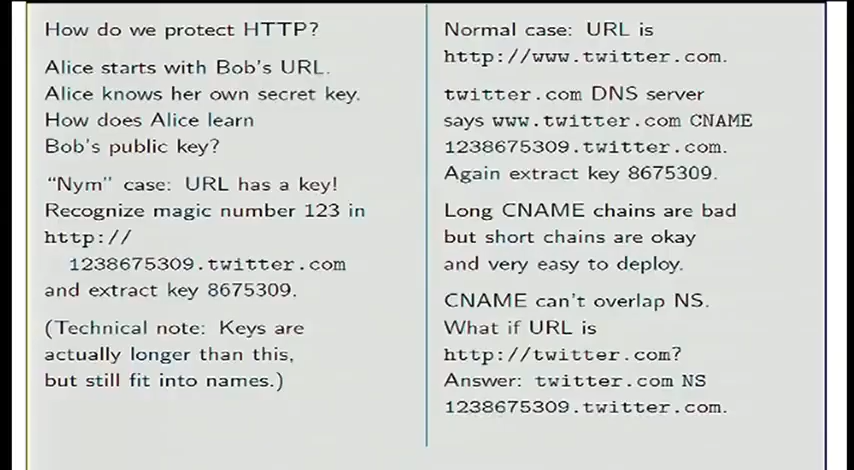 How do we protect HTTP?
Alice starts with Bob's URL.
Alice knows her own secret key.
How does Alice learn
Bob's public key?
"Nym" case: URL has a key!
Recognize magic number 123 in
http://
1238675309.twitter.com
and extract key 8675309.
(Technical note: Keys are
actually longer than this,
but still fit into names.)
Normal case: URL is
http://www.twitter.com.
twitter.com DNS server
says www.twitter.com CNAME
1238675309.twitter.com.
Again extract key 8675309.
Long CNAME chains are bad
but short chains are okay
and very easy to deploy.
CNAME can't overlap NS.
What if URL is
http://twitter.com?
Answer: twitter.com NS
1238675309.twitter.com.